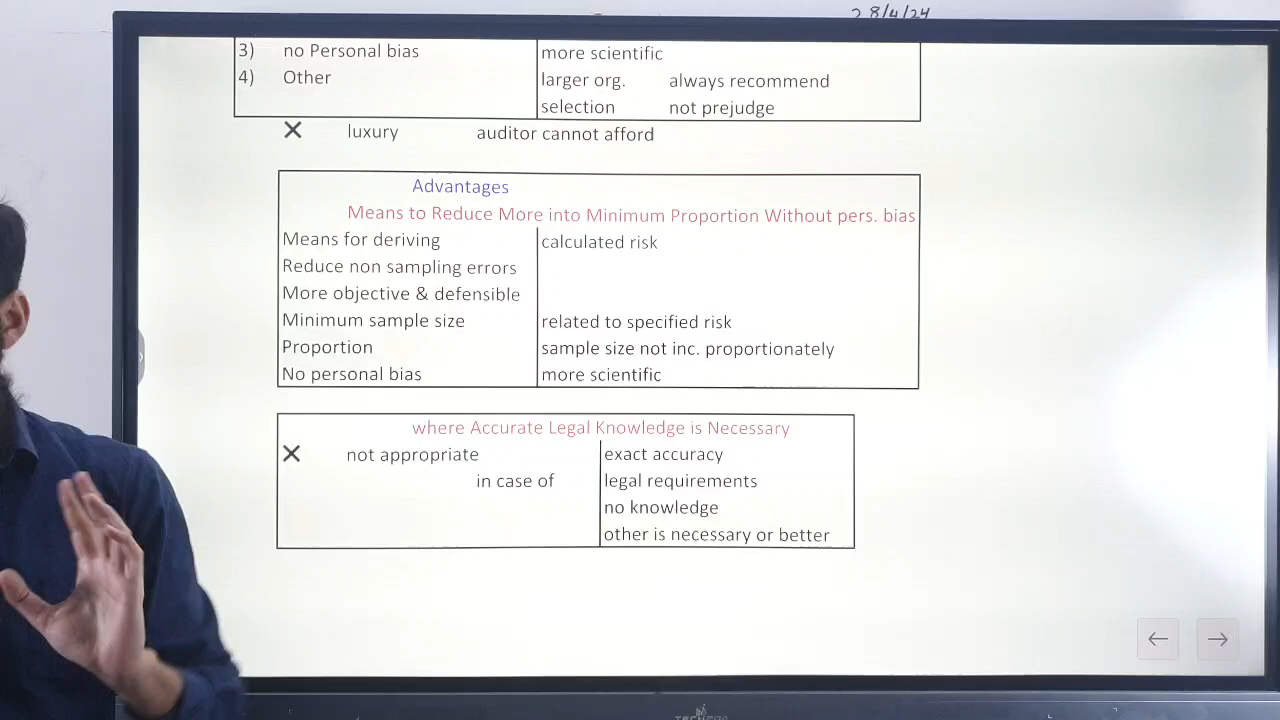 28/4/24
3) no Personal bias more scientific
4) Other larger org. always recommend
selection not prejudge
✕ luxury auditor cannot afford
Advantages
Means to Reduce More into Minimum Proportion Without pers. bias
Means for deriving calculated risk
Reduce non sampling errors
More objective & defensible
Minimum sample size related to specified risk
Proportion sample size not inc. proportionately
No personal bias more scientific
where Accurate Legal Knowledge is Necessary
✕ not appropriate exact accuracy
in case of legal requirements
no knowledge
other is necessary or better